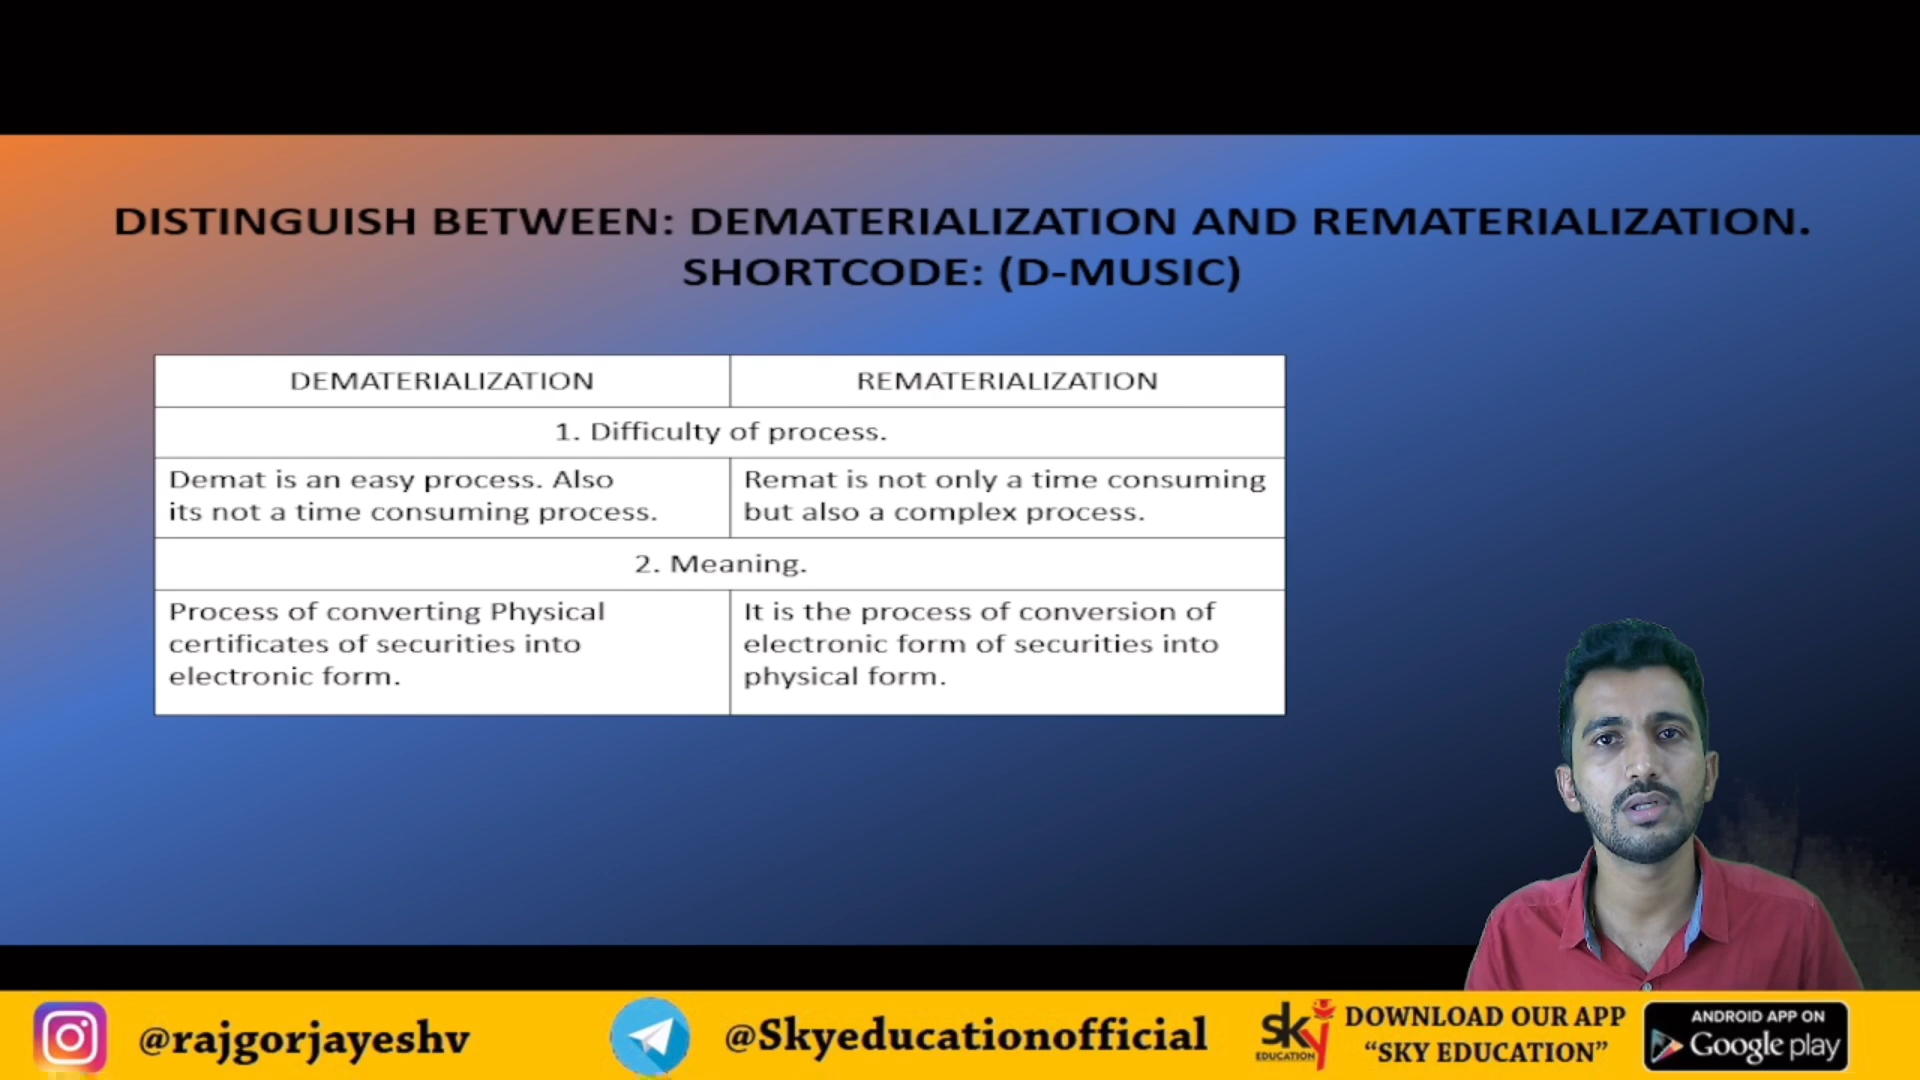 DISTINGUISH BETWEEN: DEMATERIALIZATION AND REMATERIALIZATION.
SHORTCODE: (D-MUSIC)
DEMATERIALIZATION
REMATERIALIZATION
1. Difficulty of process.
Demat is an easy process. Also
its not a time consuming process.
Remat is not only a time consuming
but also a complex process.
2. Meaning.
Process of converting Physical
certificates of securities into
electronic form.
It is the process of conversion of
electronic form of securities into
physical form.
@rajgorjayeshv
@Skyeducationofficial
sky
EDUCATION
DOWNLOAD OUR APP
“SKY EDUCATION”
ANDROID APP ON
Google play